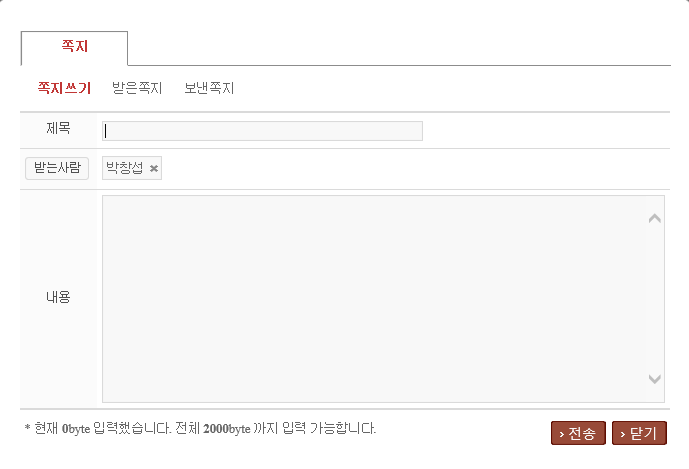 쪽지
쪽지쓰기 받은쪽지 보낸쪽지
제목
받는사람 박창섭 ×
내용
* 현재 0byte 입력했습니다. 전체 2000byte 까지 입력 가능합니다.
› 전송 › 닫기